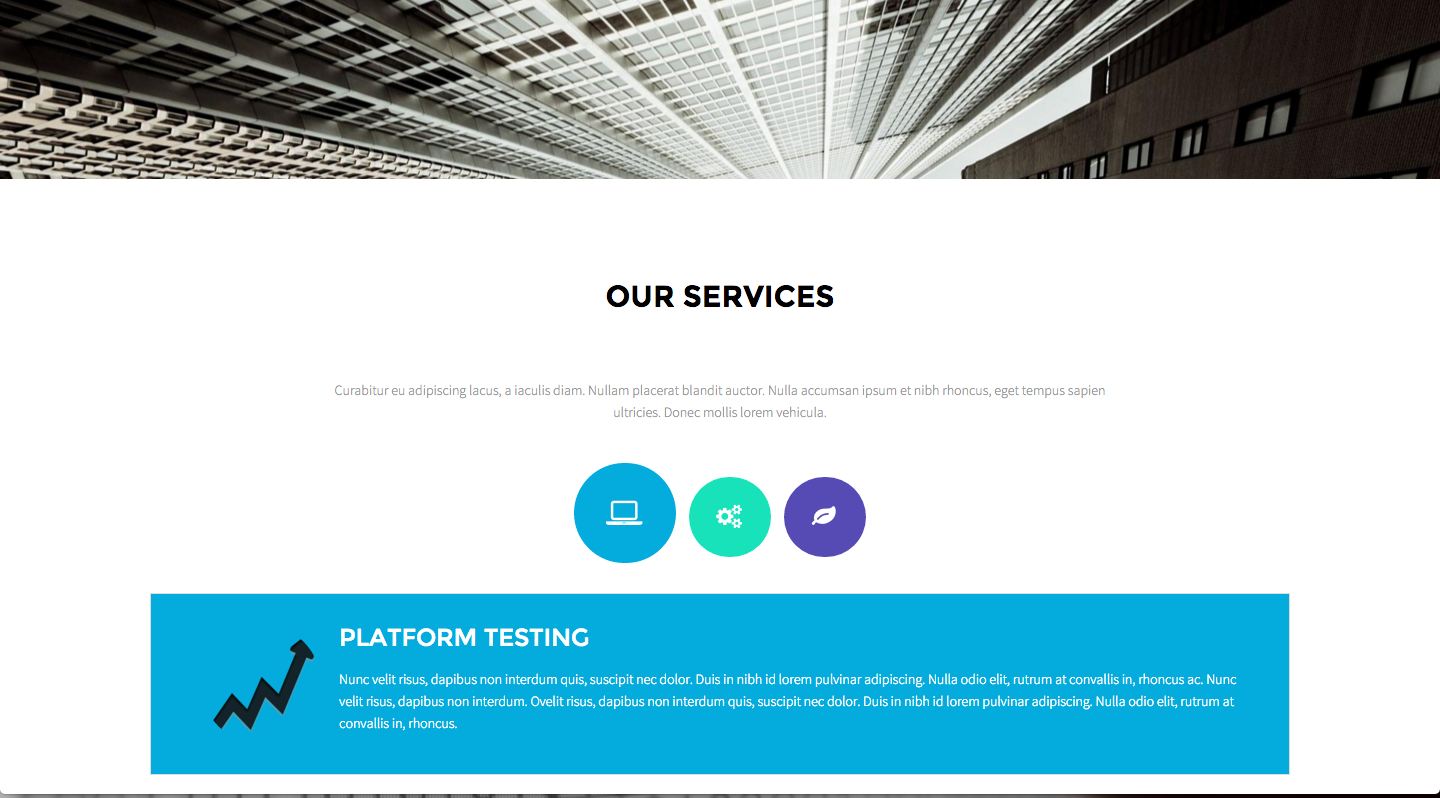 OUR SERVICES
Curabitur eu adipiscing lacus, a iaculis diam. Nullam placerat blandit auctor. Nulla accumsan ipsum et nibh rhoncus, eget tempus sapien
ultricies. Donec mollis lorem vehicula.
PLATFORM TESTING
Nunc velit risus, dapibus non interdum quis, suscipit nec dolor. Duis in nibh id lorem pulvinar adipiscing. Nulla odio elit, rutrum at convallis in, rhoncus ac. Nunc
velit risus, dapibus non interdum. Ovelit risus, dapibus non interdum quis, suscipit nec dolor. Duis in nibh id lorem pulvinar adipiscing. Nulla odio elit, rutrum at
convallis in, rhoncus.